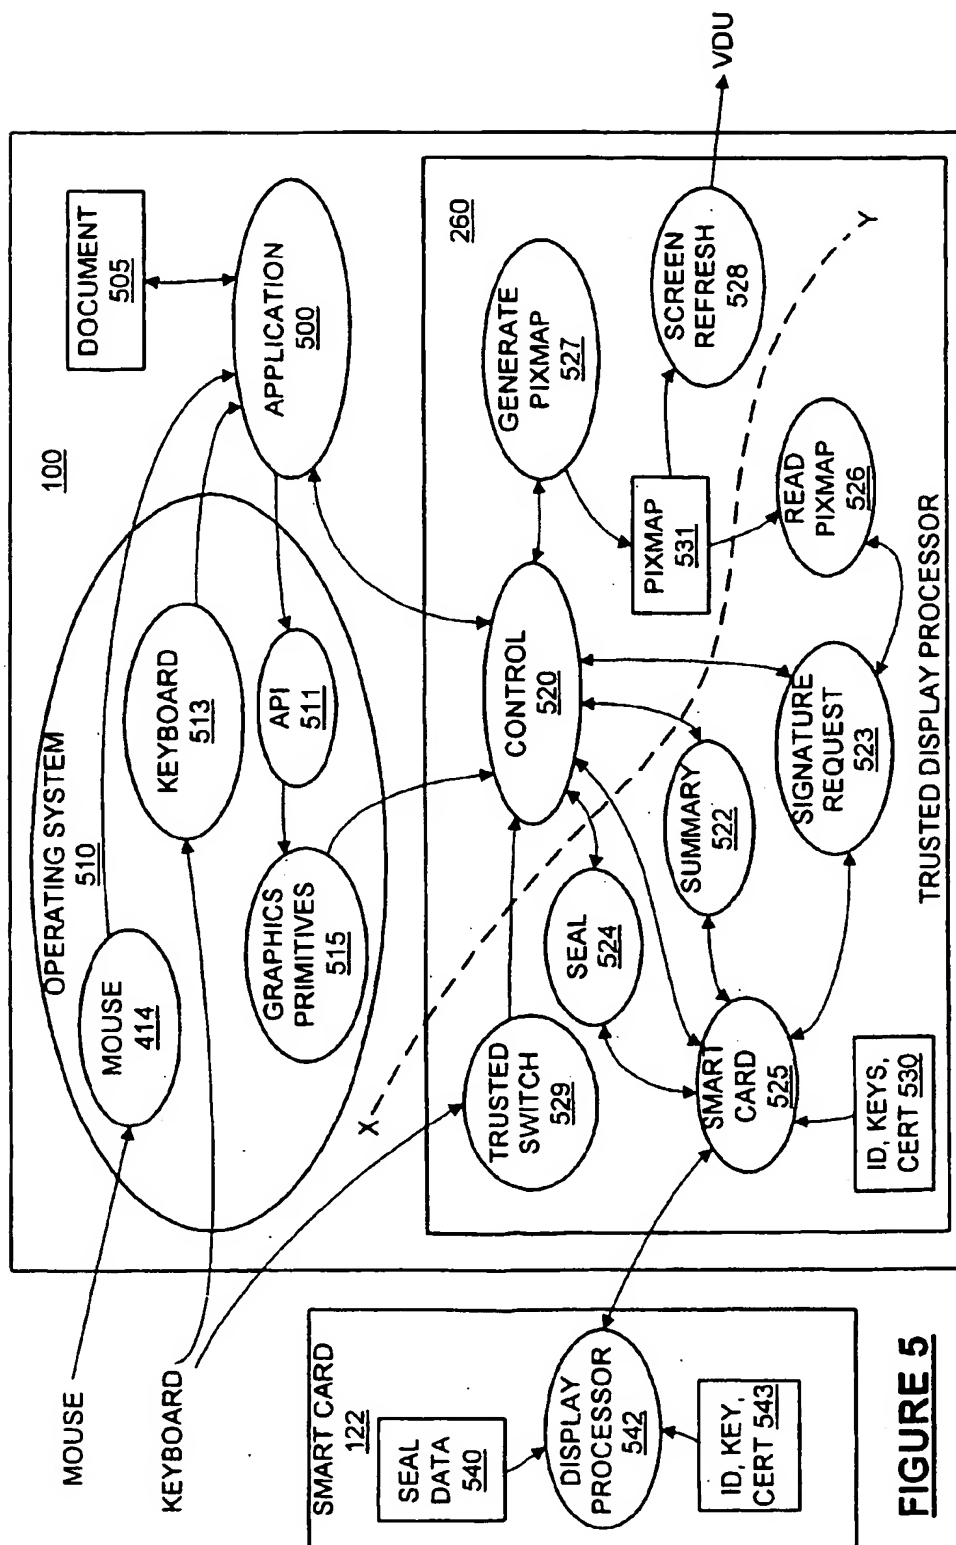 MOUSE
KEYBOARD
100
OPERATING SYSTEM
510
MOUSE
414
KEYBOARD
513
API
511
GRAPHICS
PRIMITIVES
515
DOCUMENT
505
APPLICATION
500
SMART CARD
122
SEAL
DATA
540
DISPLAY
PROCESSOR
542
ID, KEY,
CERT 543
X
260
TRUSTED
SWITCH
529
CONTROL
520
GENERATE
PIXMAP
527
SEAL
524
PIXMAP
531
SCREEN
REFRESH
528
VDU
SMART
CARD
525
SUMMARY
522
SIGNATURE
REQUEST
523
READ
PIXMAP
526
Y
ID, KEYS,
CERT 530
TRUSTED DISPLAY PROCESSOR
FIGURE 5